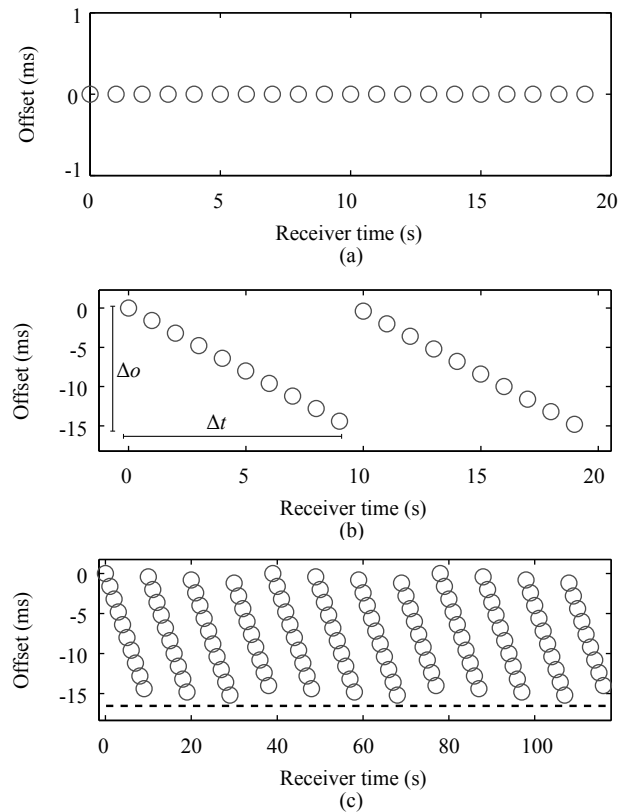 1
0
-1
Offset (ms)
0 5 10 15 20
Receiver time (s)
(a)
0
-5
-10
-15
Offset (ms)
Δo
Δt
0 5 10 15 20
Receiver time (s)
(b)
0
-5
-10
-15
Offset (ms)
0 20 40 60 80 100
Receiver time (s)
(c)